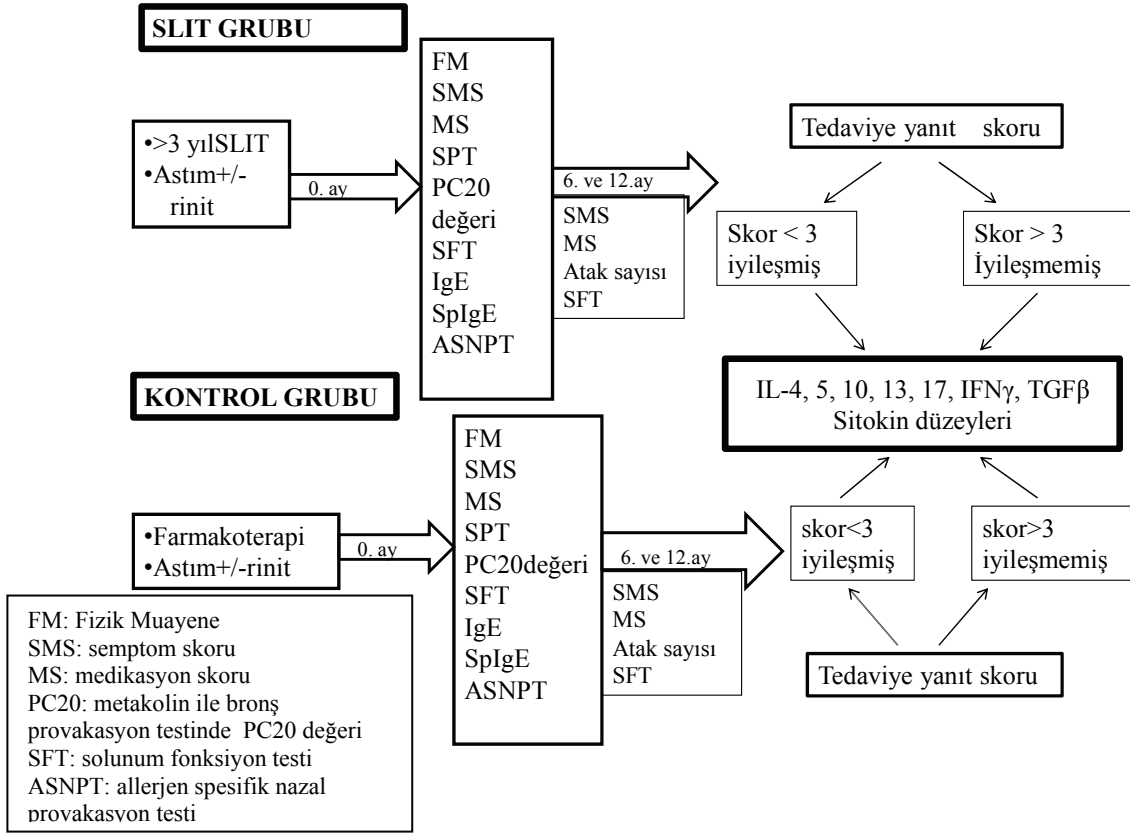 SLIT GRUBU
•>3 yılSLIT
•Astım+/-
rinit
0. ay
FM
SMS
MS
SPT
PC20
değeri
SFT
IgE
SpIgE
ASNPT
6. ve 12.ay
SMS
MS
Atak sayısı
SFT
Tedaviye yanıt skoru
Skor < 3
iyileşmiş
Skor > 3
İyileşmemiş
IL-4, 5, 10, 13, 17, IFNγ, TGFβ
Sitokin düzeyleri
KONTROL GRUBU
•Farmakoterapi
•Astım+/-rinit
0. ay
FM
SMS
MS
SPT
PC20değeri
SFT
IgE
SpIgE
ASNPT
6. ve 12.ay
SMS
MS
Atak sayısı
SFT
skor<3
iyileşmiş
skor>3
iyileşmemiş
Tedaviye yanıt skoru
FM: Fizik Muayene
SMS: semptom skoru
MS: medikasyon skoru
PC20: metakolin ile bronş
provakasyon testinde PC20 değeri
SFT: solunum fonksiyon testi
ASNPT: allerjen spesifik nazal
provakasyon testi